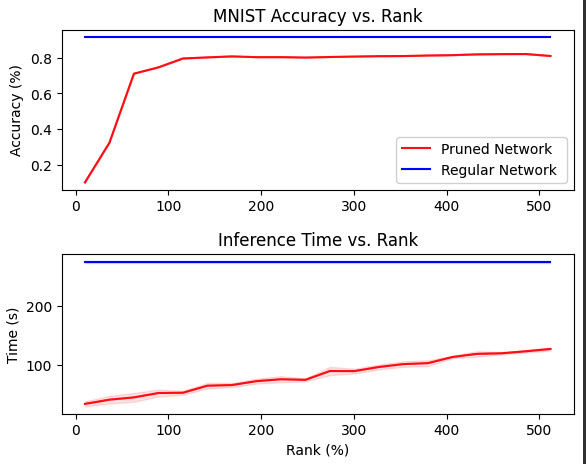 MNIST Accuracy vs. Rank
Accuracy (%)
0.8
0.6
0.4
0.2
Pruned Network
Regular Network
0 100 200 300 400 500
Inference Time vs. Rank
Time (s)
200
100
0 100 200 300 400 500
Rank (%)